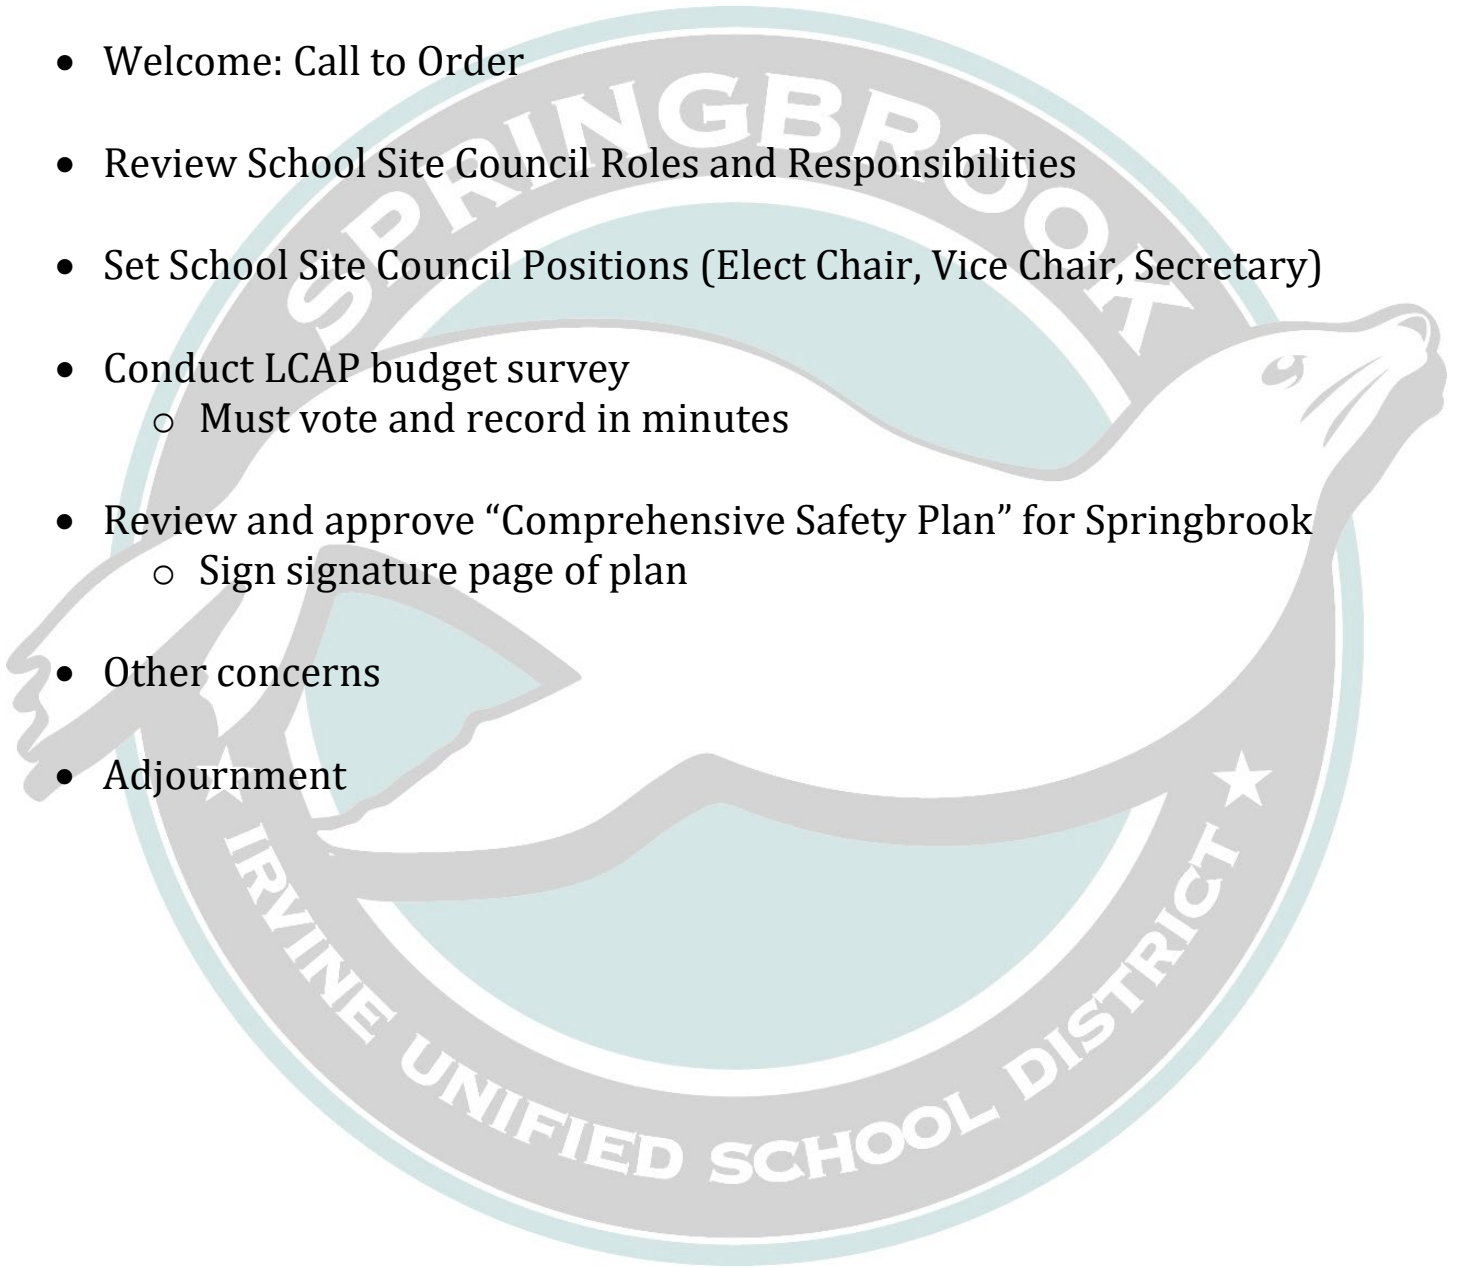 • Welcome: Call to Order
• Review School Site Council Roles and Responsibilities
• Set School Site Council Positions (Elect Chair, Vice Chair, Secretary)
• Conduct LCAP budget survey
o Must vote and record in minutes
• Review and approve “Comprehensive Safety Plan” for Springbrook
o Sign signature page of plan
• Other concerns
• Adjournment
SPRINGBROOK
★ IRVINE UNIFIED SCHOOL DISTRICT ★